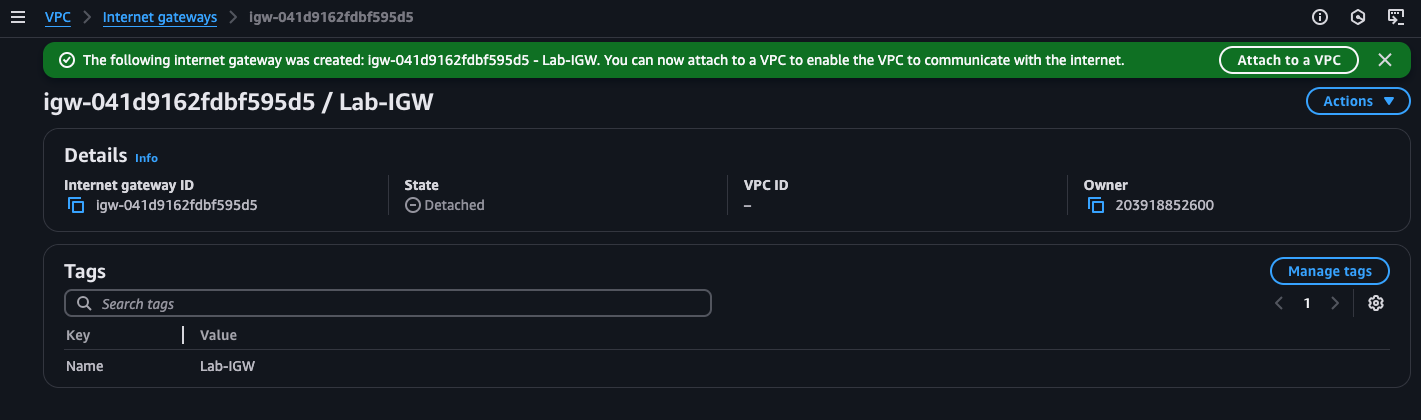 VPC > Internet gateways > igw-041d9162fdbf595d5
The following internet gateway was created: igw-041d9162fdbf595d5 - Lab-IGW. You can now attach to a VPC to enable the VPC to communicate with the internet. Attach to a VPC
igw-041d9162fdbf595d5 / Lab-IGW Actions
Details Info
Internet gateway ID State VPC ID Owner
igw-041d9162fdbf595d5 Detached – 203918852600
Tags Manage tags
Search tags 1
Key Value
Name Lab-IGW